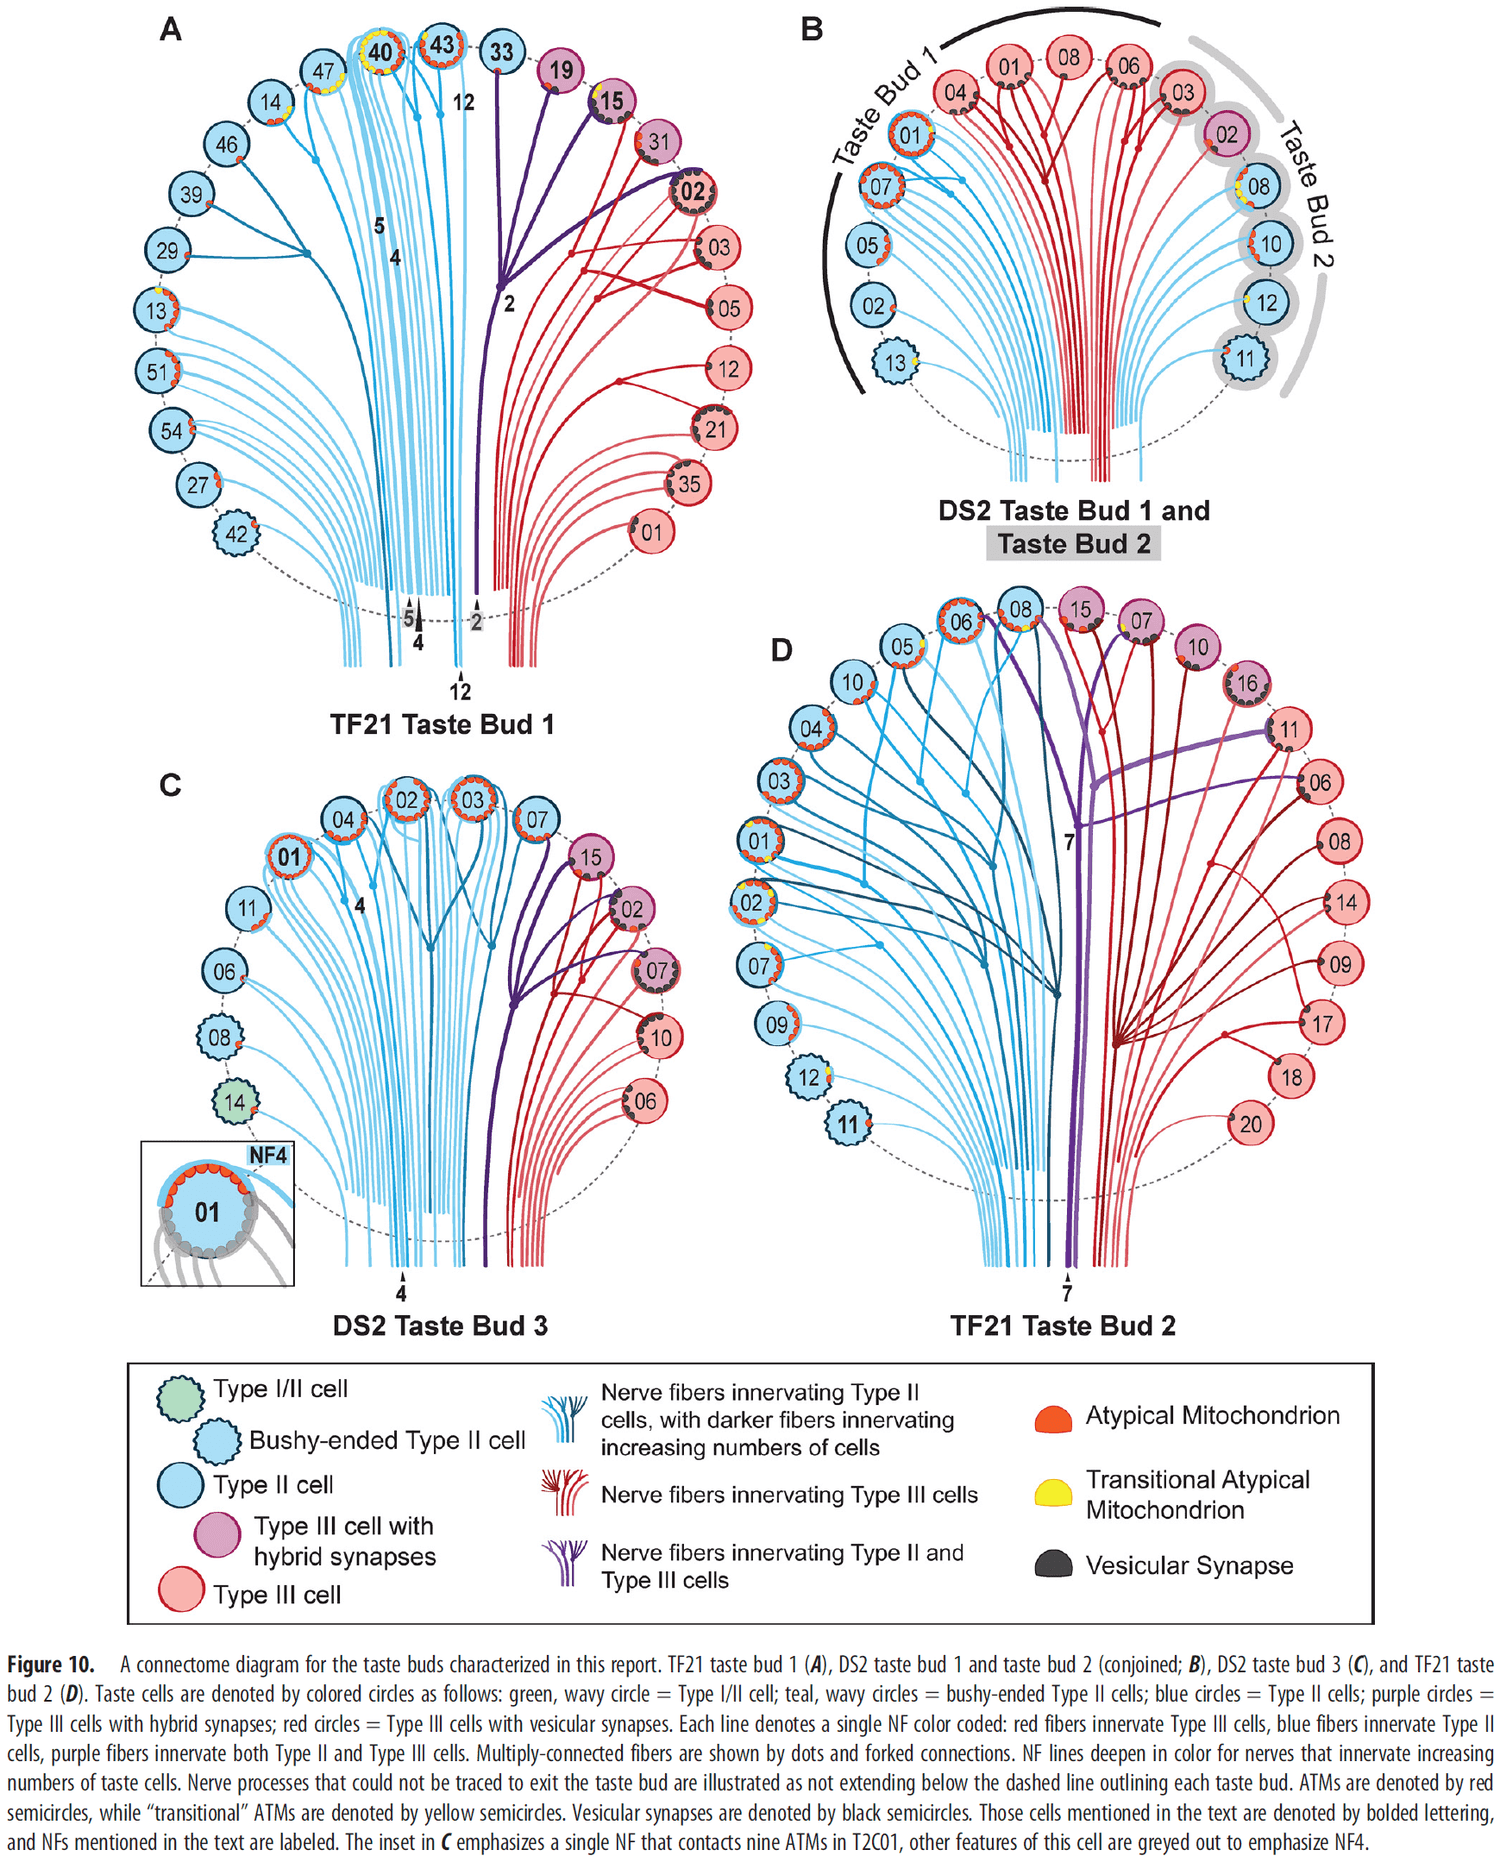 A
40
43
33
47
19
12
14
15
46
31
39
02
29
5
4
03
13
2
05
51
12
54
21
27
35
42
01
5
4
2
12
TF21 Taste Bud 1
B
Taste Bud 1
01
08
06
04
03
01
02
Taste Bud 2
07
08
05
10
02
12
13
11
DS2 Taste Bud 1 and
Taste Bud 2
C
02
03
04
07
01
15
4
11
02
06
07
08
10
14
06
NF4
01
4
DS2 Taste Bud 3
D
06
08
15
07
05
10
10
16
04
11
03
06
01
7
08
02
14
07
09
09
17
12
18
11
20
7
TF21 Taste Bud 2
Type I/II cell
Bushy-ended Type II cell
Type II cell
Type III cell with
hybrid synapses
Type III cell
Nerve fibers innervating Type II
cells, with darker fibers innervating
increasing numbers of cells
Nerve fibers innervating Type III cells
Nerve fibers innervating Type II and
Type III cells
Atypical Mitochondrion
Transitional Atypical
Mitochondrion
Vesicular Synapse
Figure 10. A connectome diagram for the taste buds characterized in this report. TF21 taste bud 1 (A), DS2 taste bud 1 and taste bud 2 (conjoined; B), DS2 taste bud 3 (C), and TF21 taste
bud 2 (D). Taste cells are denoted by colored circles as follows: green, wavy circle = Type I/II cell; teal, wavy circles = bushy-ended Type II cells; blue circles = Type II cells; purple circles =
Type III cells with hybrid synapses; red circles = Type III cells with vesicular synapses. Each line denotes a single NF color coded: red fibers innervate Type III cells, blue fibers innervate Type II
cells, purple fibers innervate both Type II and Type III cells. Multiply-connected fibers are shown by dots and forked connections. NF lines deepen in color for nerves that innervate increasing
numbers of taste cells. Nerve processes that could not be traced to exit the taste bud are illustrated as not extending below the dashed line outlining each taste bud. ATMs are denoted by red
semicircles, while “transitional” ATMs are denoted by yellow semicircles. Vesicular synapses are denoted by black semicircles. Those cells mentioned in the text are denoted by bolded lettering,
and NFs mentioned in the text are labeled. The inset in C emphasizes a single NF that contacts nine ATMs in T2C01, other features of this cell are greyed out to emphasize NF4.